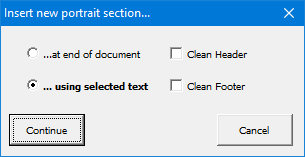 Insert new portrait section...
...at end of document
Clean Header
... using selected text
Clean Footer
Continue
Cancel